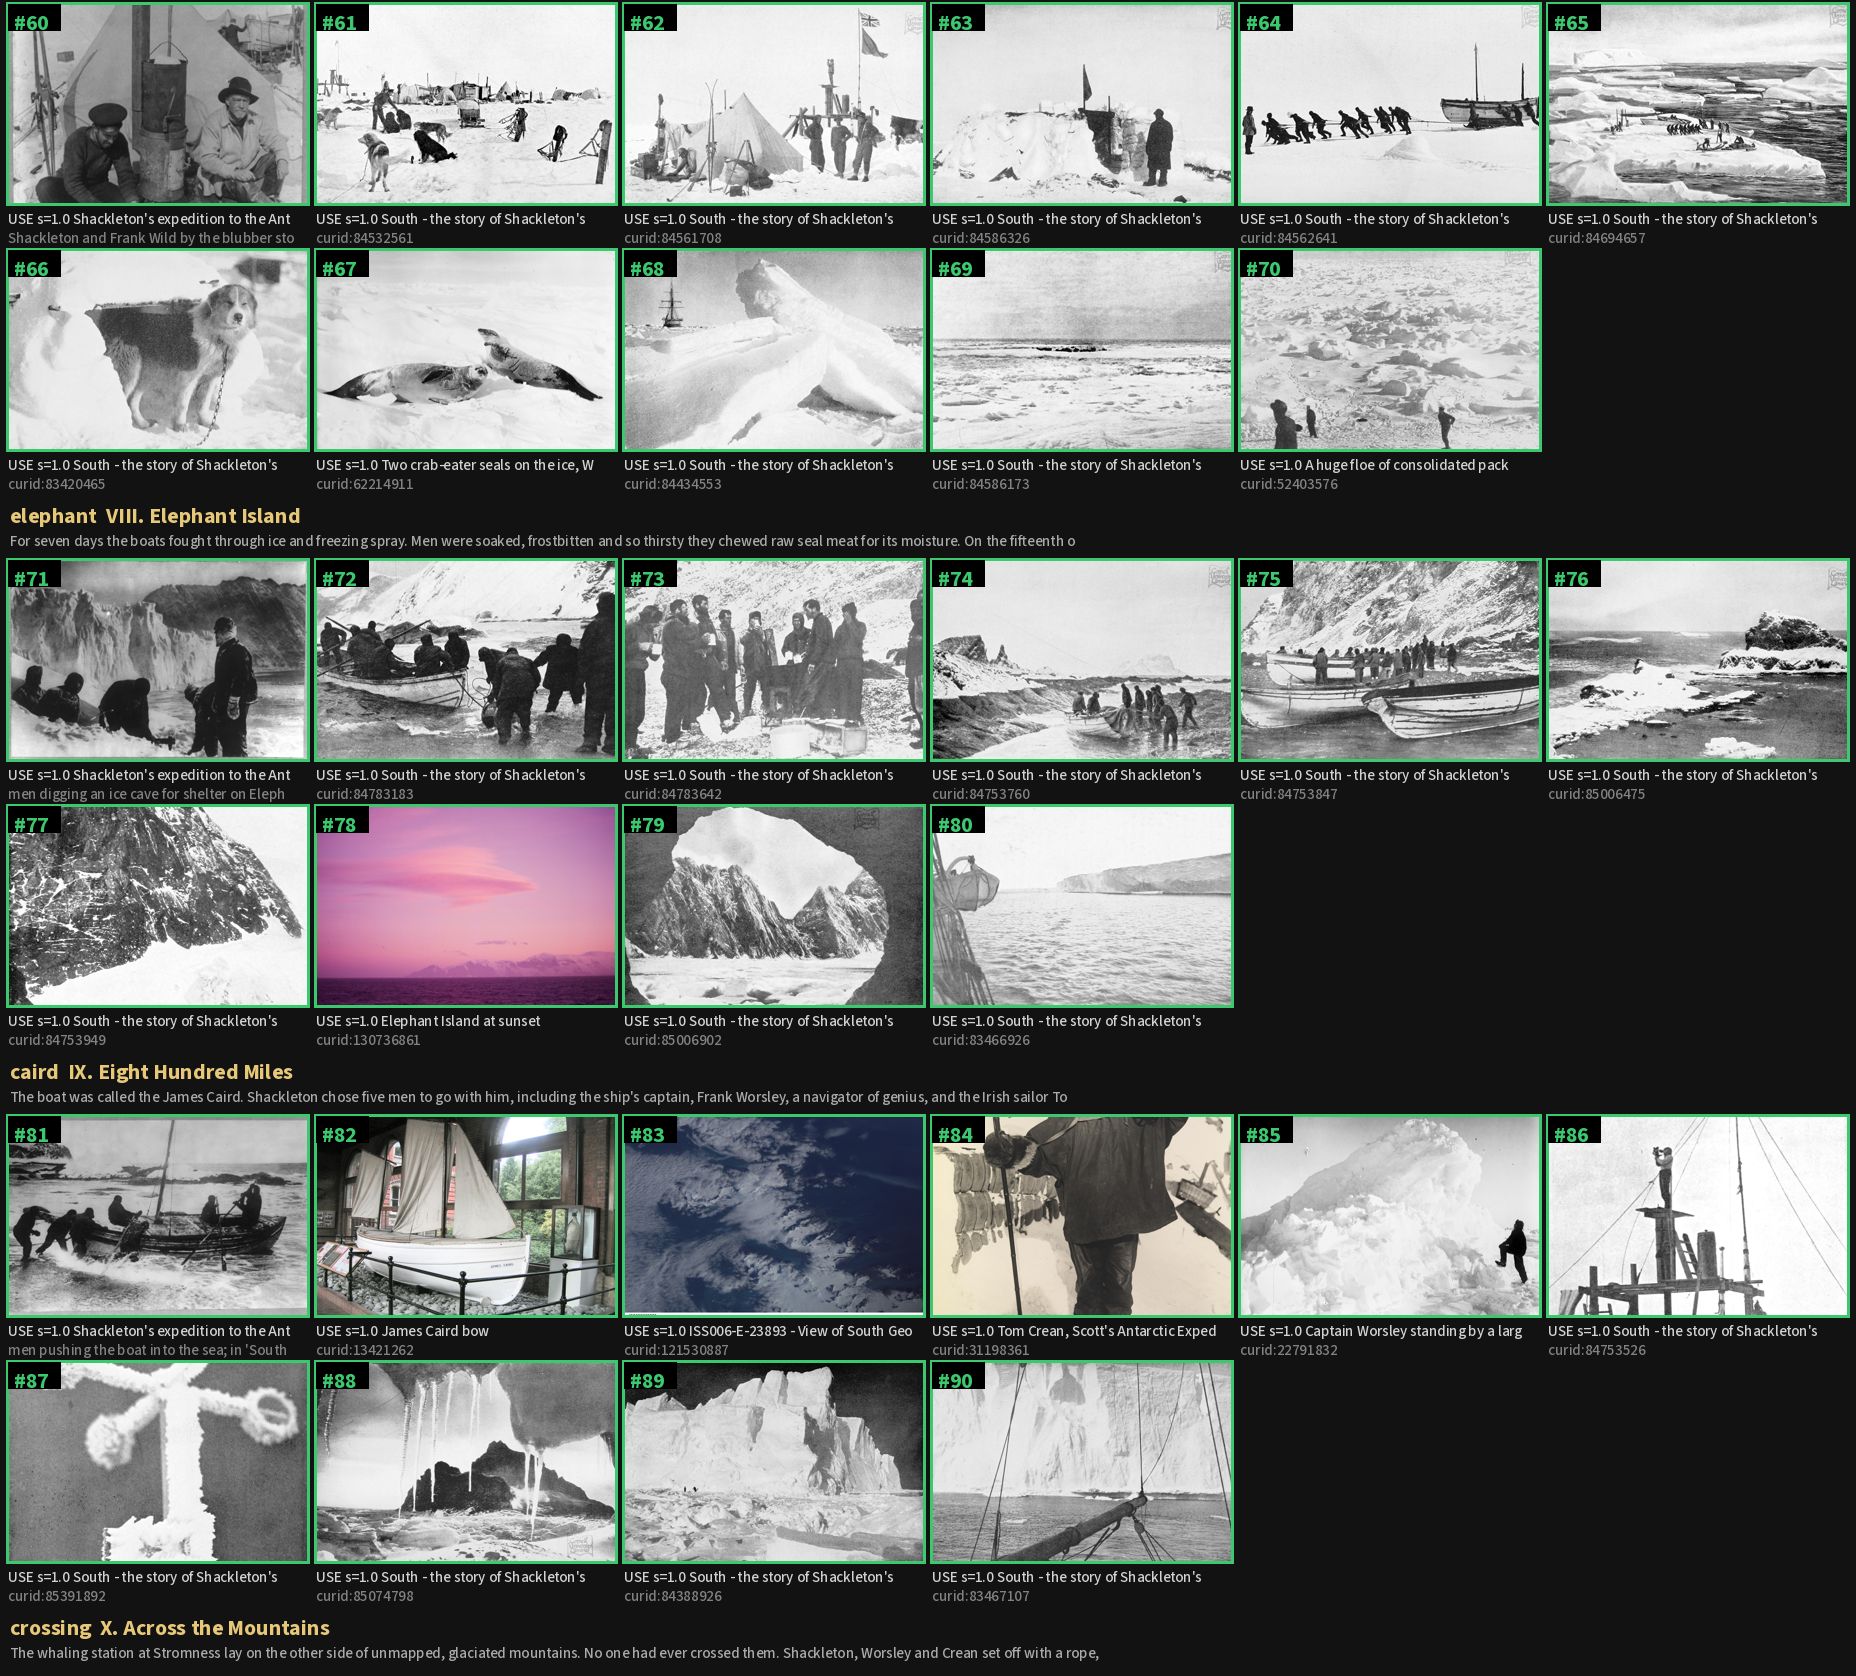 #60 #61 #62 #63 #64 #65
USE s=1.0 Shackleton's expedition to the Ant
Shackleton and Frank Wild by the blubber sto
USE s=1.0 South - the story of Shackleton's
curid:84532561
USE s=1.0 South - the story of Shackleton's
curid:84561708
USE s=1.0 South - the story of Shackleton's
curid:84586326
USE s=1.0 South - the story of Shackleton's
curid:84562641
USE s=1.0 South - the story of Shackleton's
curid:84694657
#66 #67 #68 #69 #70
USE s=1.0 South - the story of Shackleton's
curid:83420465
USE s=1.0 Two crab-eater seals on the ice, W
curid:62214911
USE s=1.0 South - the story of Shackleton's
curid:84434553
USE s=1.0 South - the story of Shackleton's
curid:84586173
USE s=1.0 A huge floe of consolidated pack
curid:52403576
elephant VIII. Elephant Island
For seven days the boats fought through ice and freezing spray. Men were soaked, frostbitten and so thirsty they chewed raw seal meat for its moisture. On the fifteenth o
#71 #72 #73 #74 #75 #76
USE s=1.0 Shackleton's expedition to the Ant
men digging an ice cave for shelter on Eleph
USE s=1.0 South - the story of Shackleton's
curid:84783183
USE s=1.0 South - the story of Shackleton's
curid:84783642
USE s=1.0 South - the story of Shackleton's
curid:84753760
USE s=1.0 South - the story of Shackleton's
curid:84753847
USE s=1.0 South - the story of Shackleton's
curid:85006475
#77 #78 #79 #80
USE s=1.0 South - the story of Shackleton's
curid:84753949
USE s=1.0 Elephant Island at sunset
curid:130736861
USE s=1.0 South - the story of Shackleton's
curid:85006902
USE s=1.0 South - the story of Shackleton's
curid:83466926
caird IX. Eight Hundred Miles
The boat was called the James Caird. Shackleton chose five men to go with him, including the ship's captain, Frank Worsley, a navigator of genius, and the Irish sailor To
#81 #82 #83 #84 #85 #86
USE s=1.0 Shackleton's expedition to the Ant
men pushing the boat into the sea; in 'South
USE s=1.0 James Caird bow
curid:13421262
USE s=1.0 ISS006-E-23893 - View of South Geo
curid:121530887
USE s=1.0 Tom Crean, Scott's Antarctic Exped
curid:31198361
USE s=1.0 Captain Worsley standing by a larg
curid:22791832
USE s=1.0 South - the story of Shackleton's
curid:84753526
#87 #88 #89 #90
USE s=1.0 South - the story of Shackleton's
curid:85391892
USE s=1.0 South - the story of Shackleton's
curid:85074798
USE s=1.0 South - the story of Shackleton's
curid:84388926
USE s=1.0 South - the story of Shackleton's
curid:83467107
crossing X. Across the Mountains
The whaling station at Stromness lay on the other side of unmapped, glaciated mountains. No one had ever crossed them. Shackleton, Worsley and Crean set off with a rope,